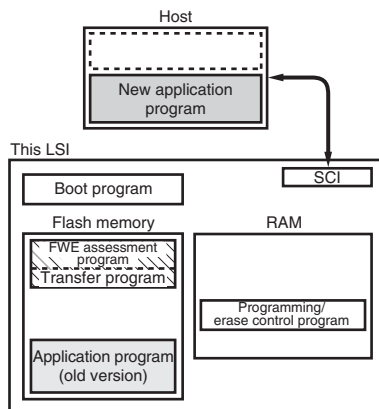 Host
New application
program
This LSI
SCI
Boot program
Flash memory
RAM
FWE assessment
program
Transfer program
Programming/
erase control program
Application program
(old version)